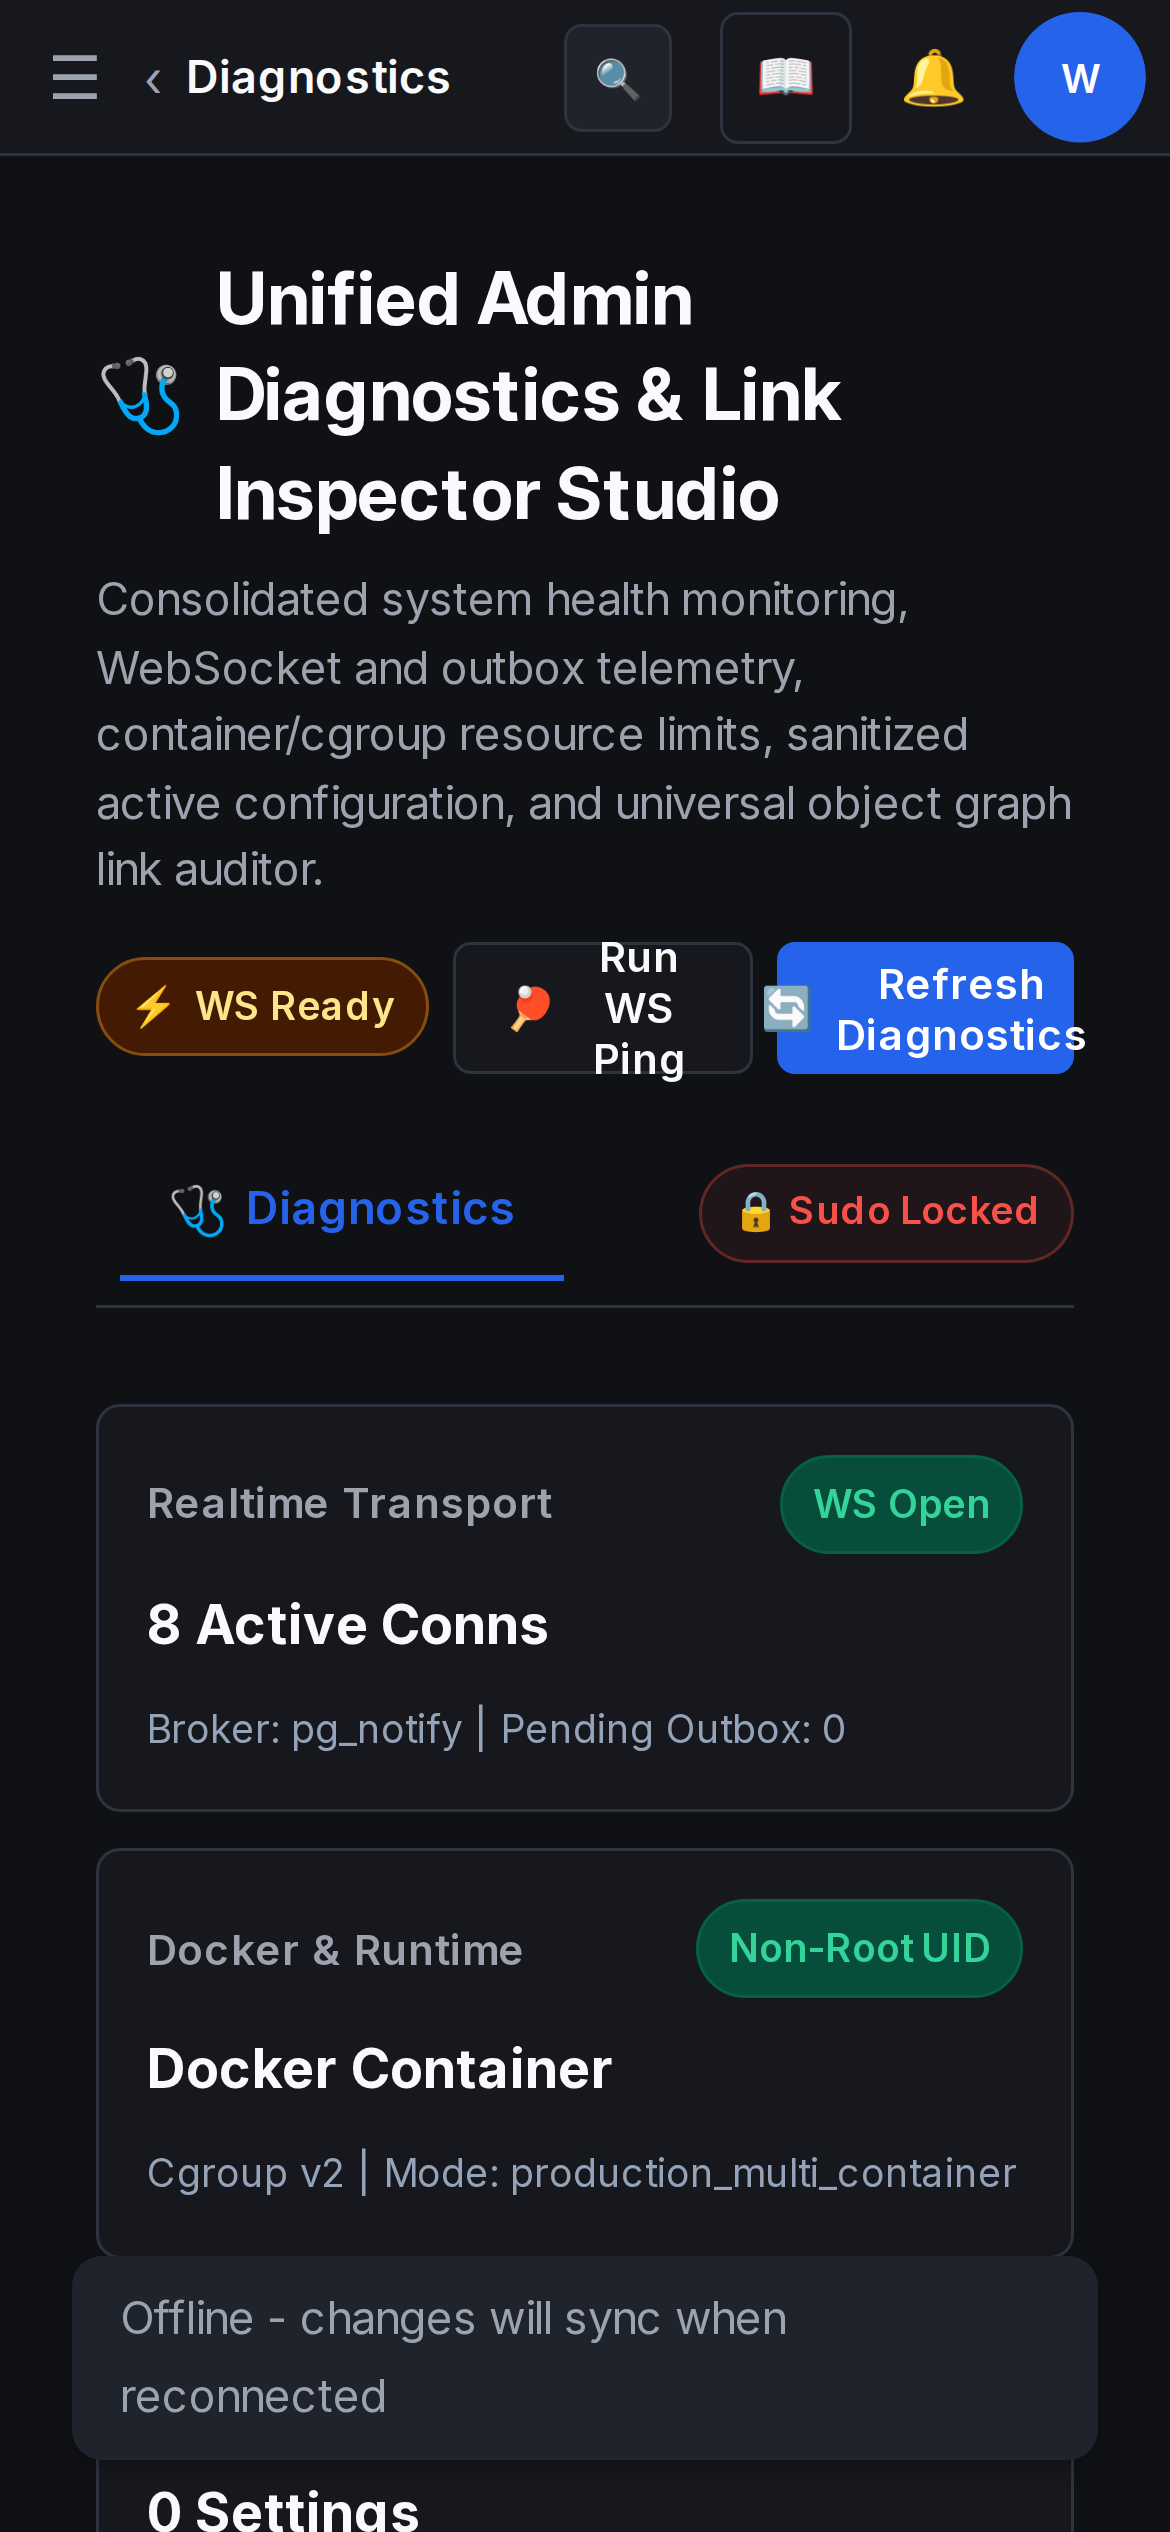 Diagnostics
W
Unified Admin
Diagnostics & Link
Inspector Studio
Consolidated system health monitoring,
WebSocket and outbox telemetry,
container/cgroup resource limits, sanitized
active configuration, and universal object graph
link auditor.
WS Ready
Run
WS
Ping
Refresh
Diagnostics
Diagnostics
Sudo Locked
Realtime Transport
WS Open
8 Active Conns
Broker: pg_notify | Pending Outbox: 0
Docker & Runtime
Non-Root UID
Docker Container
Cgroup v2 | Mode: production_multi_container
Offline - changes will sync when
reconnected
0 Settings